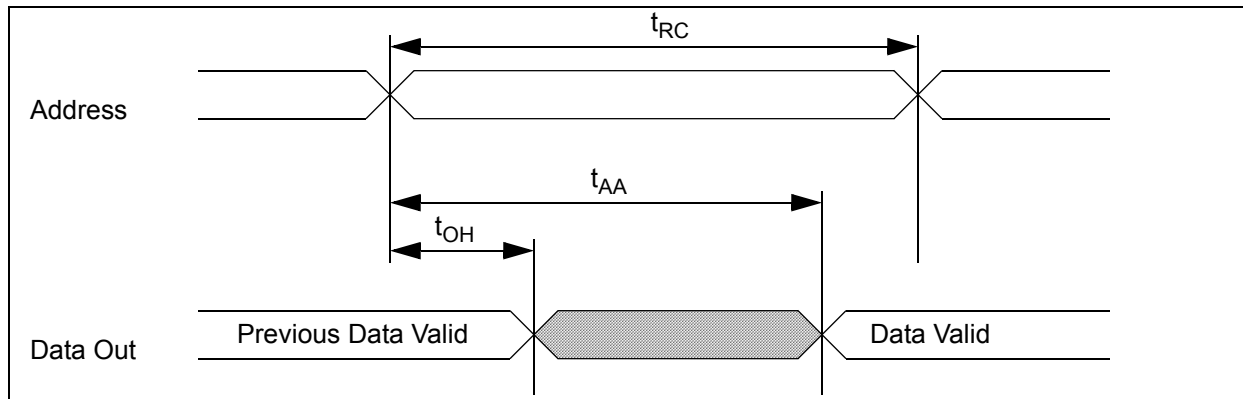 tRC
Address
tAA
tOH
Previous Data Valid
Data Valid
Data Out